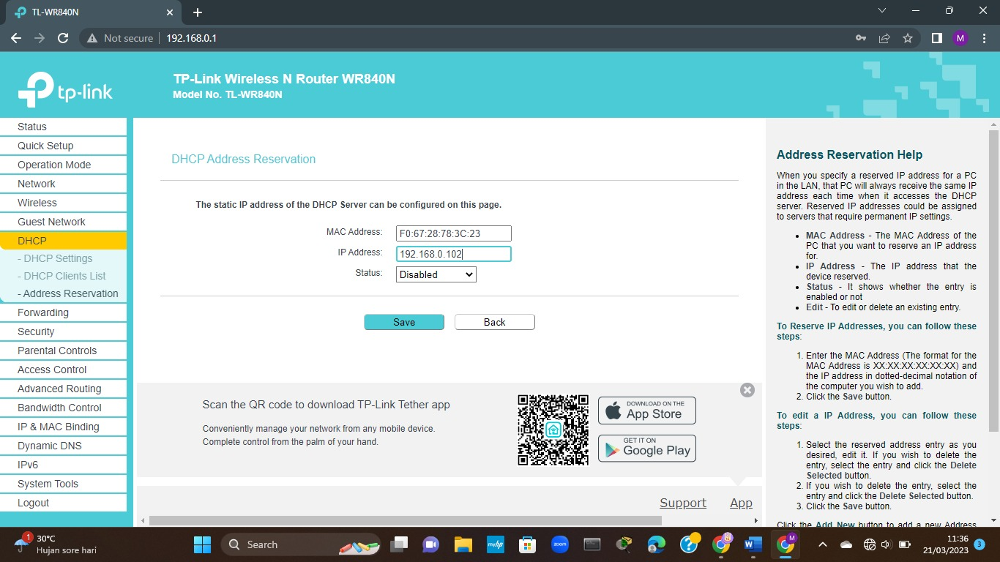 TL-WR840N
Not secure
192.168.0.1
M
tp-link
TP-Link Wireless N Router WR840N
Model No. TL-WR840N
Status
Quick Setup
Operation Mode
Network
Wireless
Guest Network
DHCP
- DHCP Settings
- DHCP Clients List
- Address Reservation
Forwarding
Security
Parental Controls
Access Control
Advanced Routing
Bandwidth Control
IP & MAC Binding
Dynamic DNS
IPv6
System Tools
Logout
DHCP Address Reservation
The static IP address of the DHCP Server can be configured on this page.
MAC Address: F0:67:28:78:3C:23
IP Address: 192.168.0.102
Status: Disabled
Save
Back
Scan the QR code to download TP-Link Tether app
Conveniently manage your network from any mobile device.
Complete control from the palm of your hand.
DOWNLOAD ON THE
App Store
GET IT ON
Google Play
Support
App
Address Reservation Help
When you specify a reserved IP address for a PC
in the LAN, that PC will always receive the same IP
address each time when it accesses the DHCP
server. Reserved IP addresses could be assigned
to servers that require permanent IP settings.
• MAC Address - The MAC Address of the
PC that you want to reserve an IP address
for.
• IP Address - The IP address that the
device reserved.
• Status - It shows whether the entry is
enabled or not
• Edit - To edit or delete an existing entry.
To Reserve IP Addresses, you can follow these
steps:
1. Enter the MAC Address (The format for the
MAC Address is XX:XX:XX:XX:XX:XX) and
the IP address in dotted-decimal notation of
the computer you wish to add.
2. Click the Save button.
To edit a IP Address, you can follow these
steps:
1. Select the reserved address entry as you
desired, edit it. If you wish to delete the
entry, select the entry and click the Delete
Selected button.
2. If you wish to delete the entry, select the
entry and click the Delete Selected button.
3. Click the Save button.
Click the Add New button to add a new Address
1
30°C
Hujan sore hari
Search
myhp
zoom
W
M
11:36
21/03/2023
3